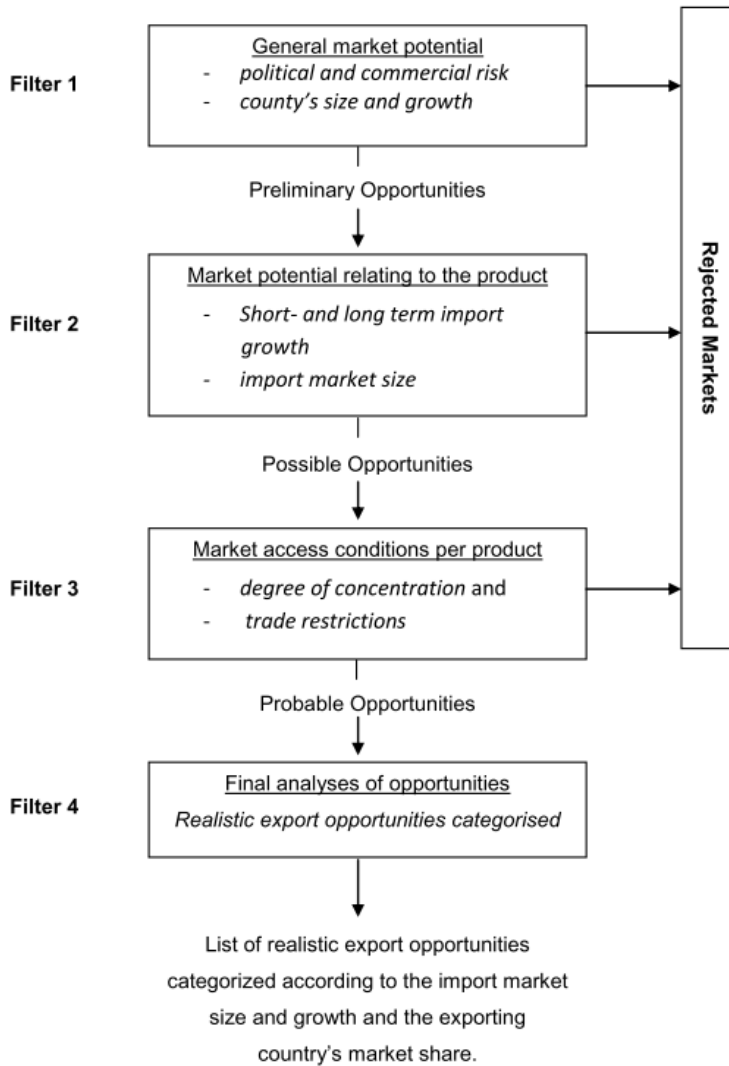 General market potential
Filter 1
- political and commercial risk
- county's size and growth
Preliminary Opportunities
Market potential relating to the product
Filter 2
- Short- and long term import
growth
- import market size
Rejected Markets
Possible Opportunities
Market access conditions per product
Filter 3
- degree of concentration and
- trade restrictions
Probable Opportunities
Final analyses of opportunities
Filter 4
Realistic export opportunities categorised
List of realistic export opportunities
categorized according to the import market
size and growth and the exporting
country's market share.